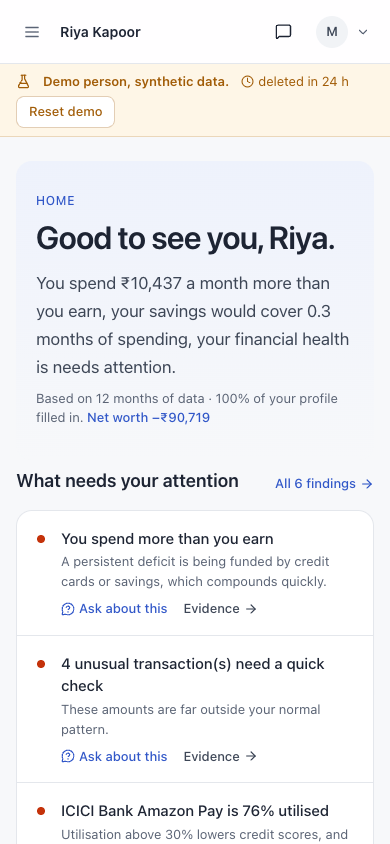 Riya Kapoor
M
Demo person, synthetic data. deleted in 24 h
Reset demo
HOME
Good to see you, Riya.
You spend ₹10,437 a month more than
you earn, your savings would cover 0.3
months of spending, your financial health
is needs attention.
Based on 12 months of data · 100% of your profile
filled in. Net worth −₹90,719
What needs your attention
All 6 findings →
You spend more than you earn
A persistent deficit is being funded by credit
cards or savings, which compounds quickly.
Ask about this Evidence →
4 unusual transaction(s) need a quick
check
These amounts are far outside your normal
pattern.
Ask about this Evidence →
ICICI Bank Amazon Pay is 76% utilised
Utilisation above 30% lowers credit scores, and